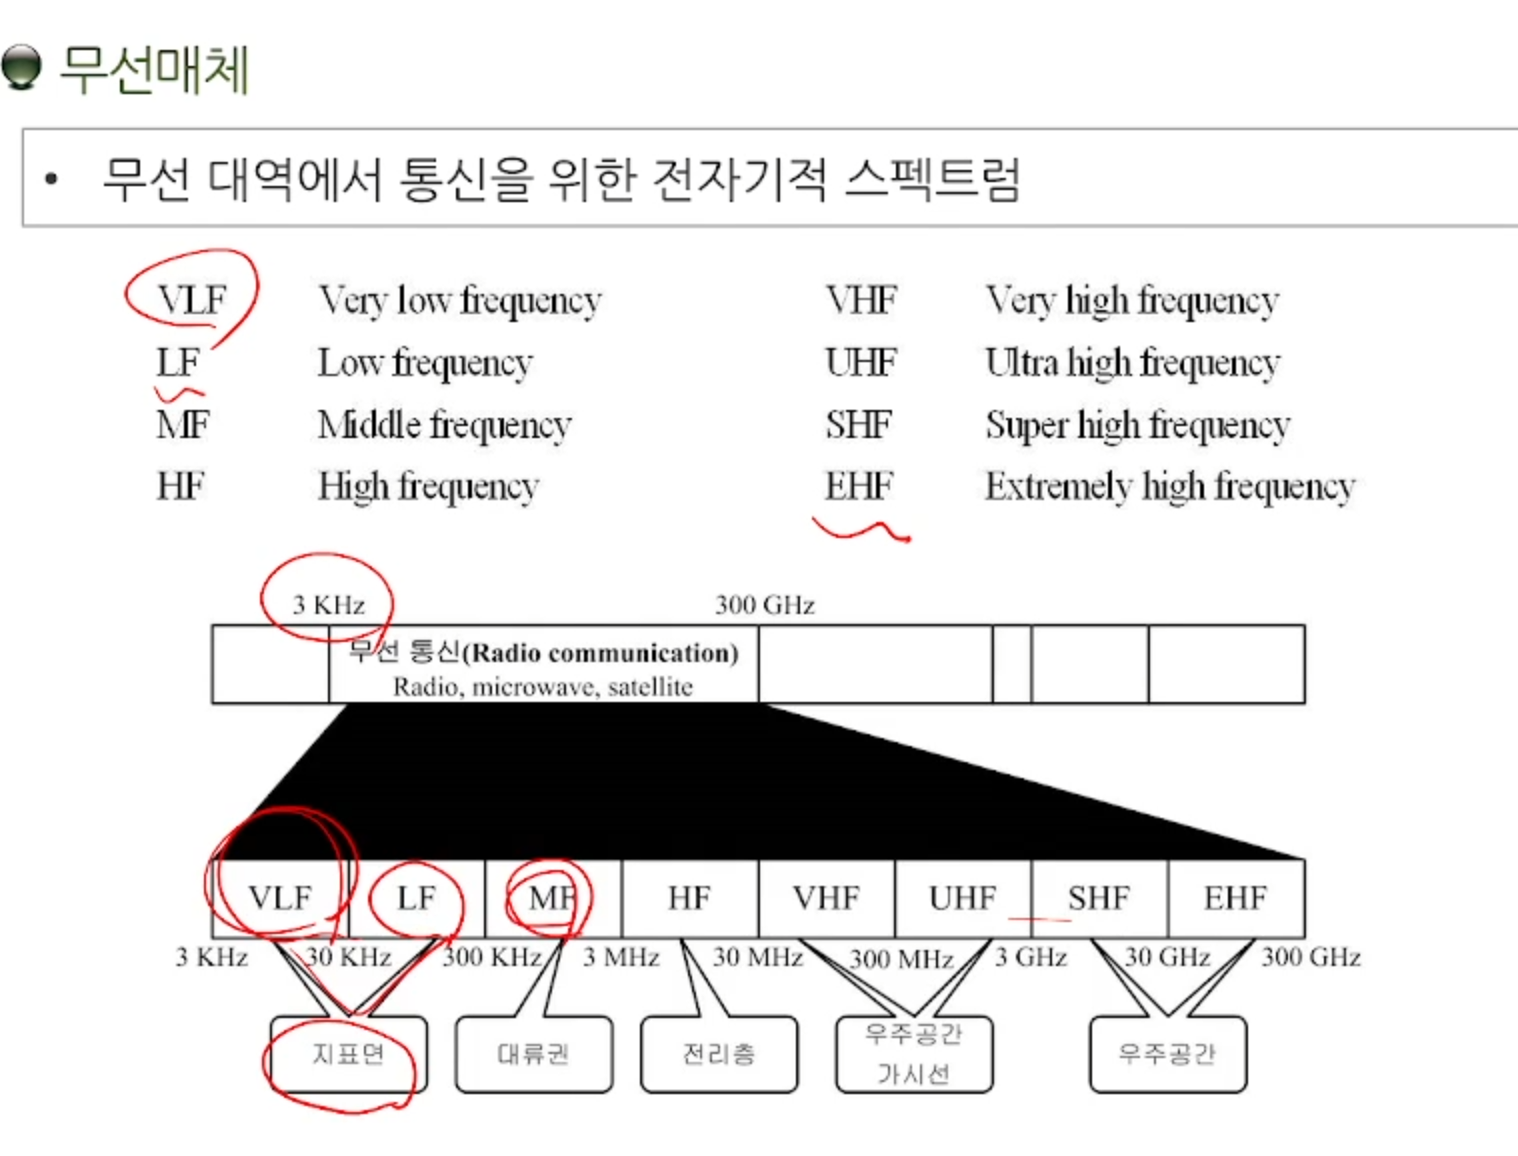 무선매체
• 무선 대역에서 통신을 위한 전자기적 스펙트럼
VLF Very low frequency VHF Very high frequency
LF Low frequency UHF Ultra high frequency
MF Middle frequency SHF Super high frequency
HF High frequency EHF Extremely high frequency
3 KHz 300 GHz
무선 통신(Radio communication)
Radio, microwave, satellite
VLF LF MF HF VHF UHF SHF EHF
3 KHz 30 KHz 300 KHz 3 MHz 30 MHz 300 MHz 3 GHz 30 GHz 300 GHz
지표면 대류권 전리층 우주공간 우주공간
가시선